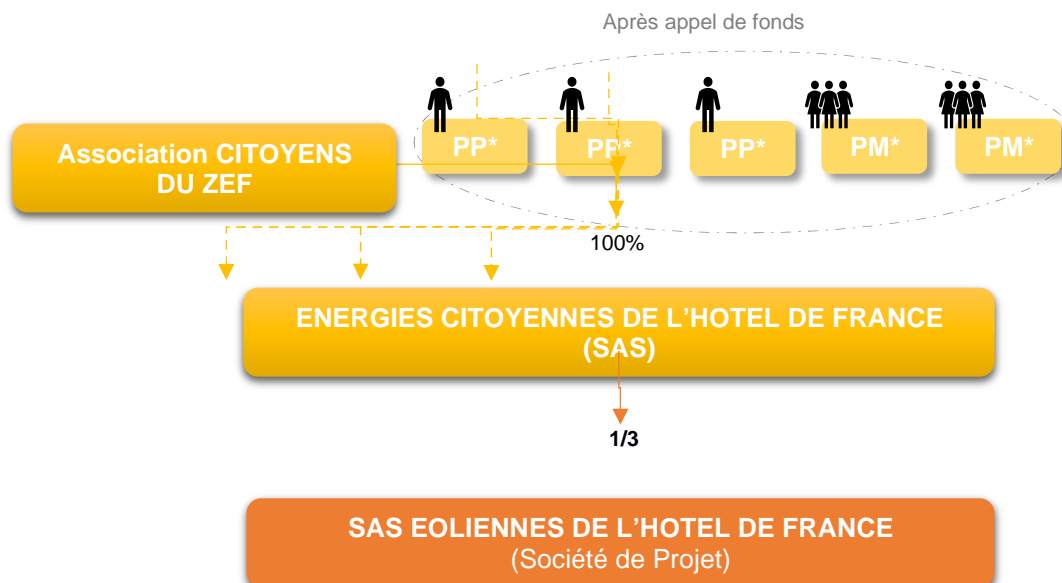 Après appel de fonds
Association CITOYENS
DU ZEF
PP*
PP*
PP*
PM*
PM*
100%
ENERGIES CITOYENNES DE L’HOTEL DE FRANCE
(SAS)
1/3
SAS EOLIENNES DE L’HOTEL DE FRANCE
(Société de Projet)